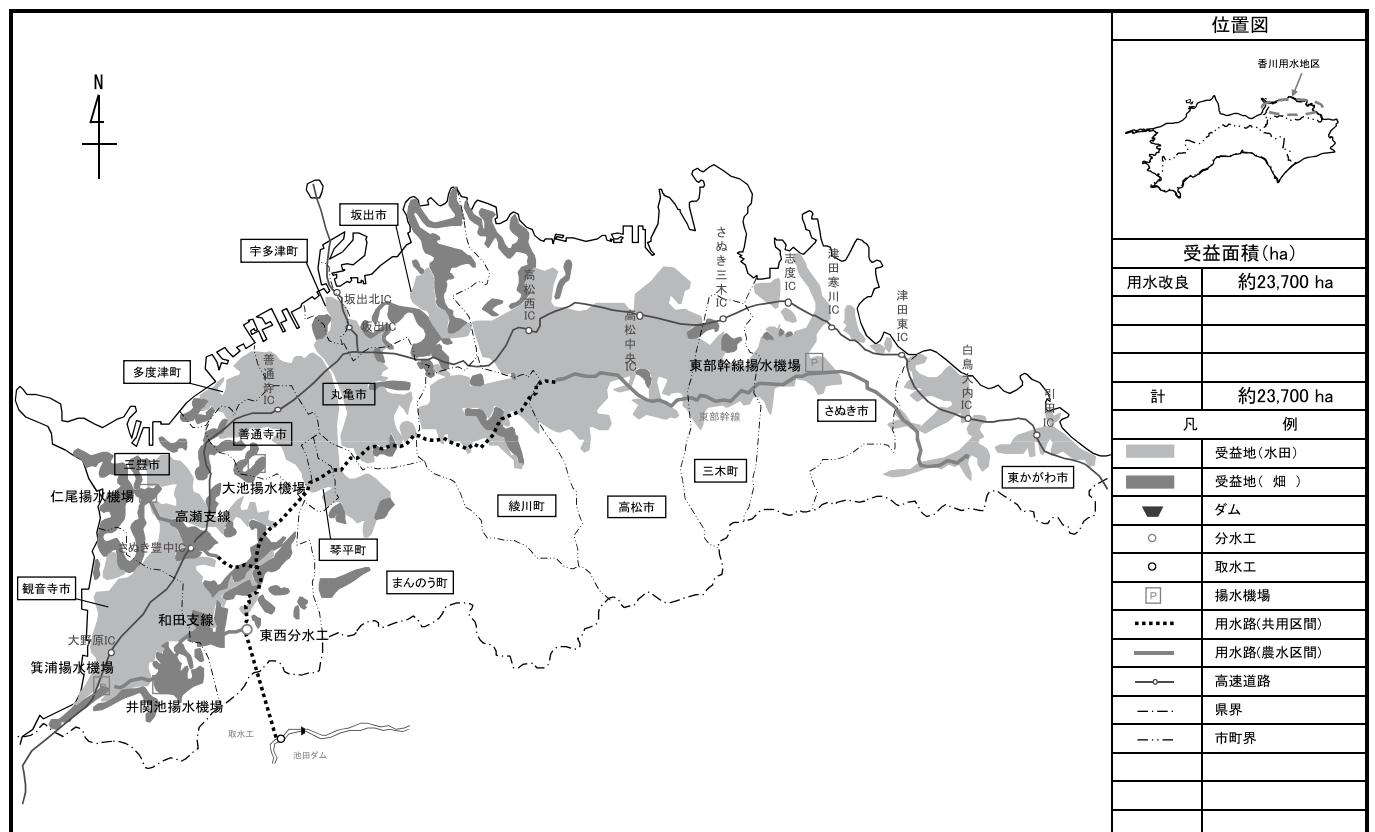 位置図
香川用水地区
受益面積(ha)
用水改良 約23,700 ha
計 約23,700 ha
凡 例
受益地(水田)
受益地( 畑 )
ダム
分水工
取水工
P 揚水機場
用水路(共用区間)
用水路(農水区間)
高速道路
県界
市町界
N
坂出市
宇多津町
坂出北IC
坂出IC
高松西IC
高松中央IC
さぬき三木IC
志度IC
津田寒川IC
津田東IC
白鳥大内IC
引田IC
多度津町
善通寺IC
丸亀市
東部幹線揚水機場
P
東部幹線
さぬき市
善通寺市
三豊市
仁尾揚水機場
大池揚水機場
高瀬支線
三木町
東かがわ市
綾川町
高松市
さぬき豊中IC
琴平町
まんのう町
観音寺市
和田支線
東西分水工
大野原IC
箕浦揚水機場
P
井関池揚水機場
取水工
池田ダム